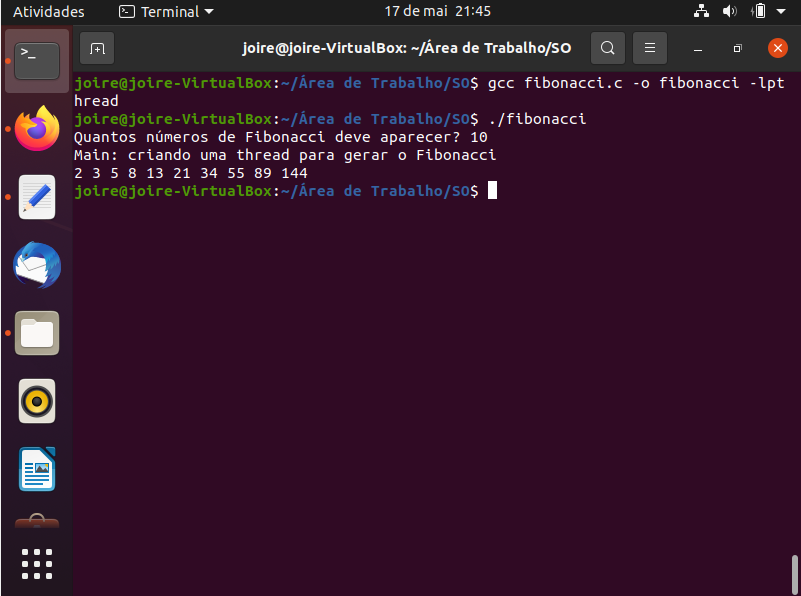 Atividades Terminal 17 de mai 21:45
joire@joire-VirtualBox: ~/Área de Trabalho/SO
joire@joire-VirtualBox:~/Área de Trabalho/SO$ gcc fibonacci.c -o fibonacci -lpt
hread
joire@joire-VirtualBox:~/Área de Trabalho/SO$ ./fibonacci
Quantos números de Fibonacci deve aparecer? 10
Main: criando uma thread para gerar o Fibonacci
2 3 5 8 13 21 34 55 89 144
joire@joire-VirtualBox:~/Área de Trabalho/SO$